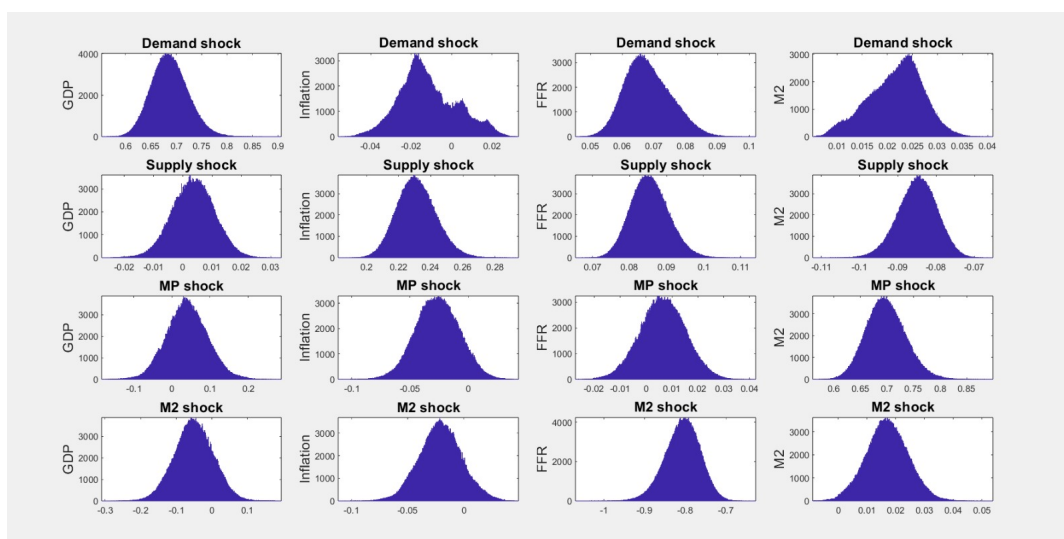 Demand shock Demand shock Demand shock Demand shock
GDP Inflation FFR M2
4000
2000
0
0.6 0.65 0.7 0.75 0.8 0.85 0.9
3000
2000
1000
0
-0.04 -0.02 0 0.02
3000
2000
1000
0
0.05 0.06 0.07 0.08 0.09 0.1
3000
2000
1000
0
0.010 0.015 0.020 0.025 0.03 0.035 0.04
Supply shock Supply shock Supply shock Supply shock
GDP Inflation FFR M2
3000
2000
1000
0
-0.02 -0.01 0 0.01 0.02 0.03
3000
2000
1000
0
0.2 0.22 0.24 0.26 0.28
3000
2000
1000
0
0.07 0.08 0.09 0.1 0.11
3000
2000
1000
0
-0.11 -0.1 -0.09 -0.08 -0.07
MP shock MP shock MP shock MP shock
GDP Inflation FFR M2
3000
2000
1000
0
-0.1 0 0.1 0.2
3000
2000
1000
0
-0.1 -0.05 0
3000
2000
1000
0
-0.02 -0.01 0 0.01 0.02 0.03 0.04
3000
2000
1000
0
0.6 0.65 0.7 0.75 0.8 0.85
M2 shock M2 shock M2 shock M2 shock
GDP Inflation FFR M2
3000
2000
1000
0
-0.3 -0.2 -0.1 0 0.1
3000
2000
1000
0
-0.1 -0.05 0
4000
2000
0
-1 -0.9 -0.8 -0.7
3000
2000
1000
0
0 0.01 0.02 0.03 0.04 0.05